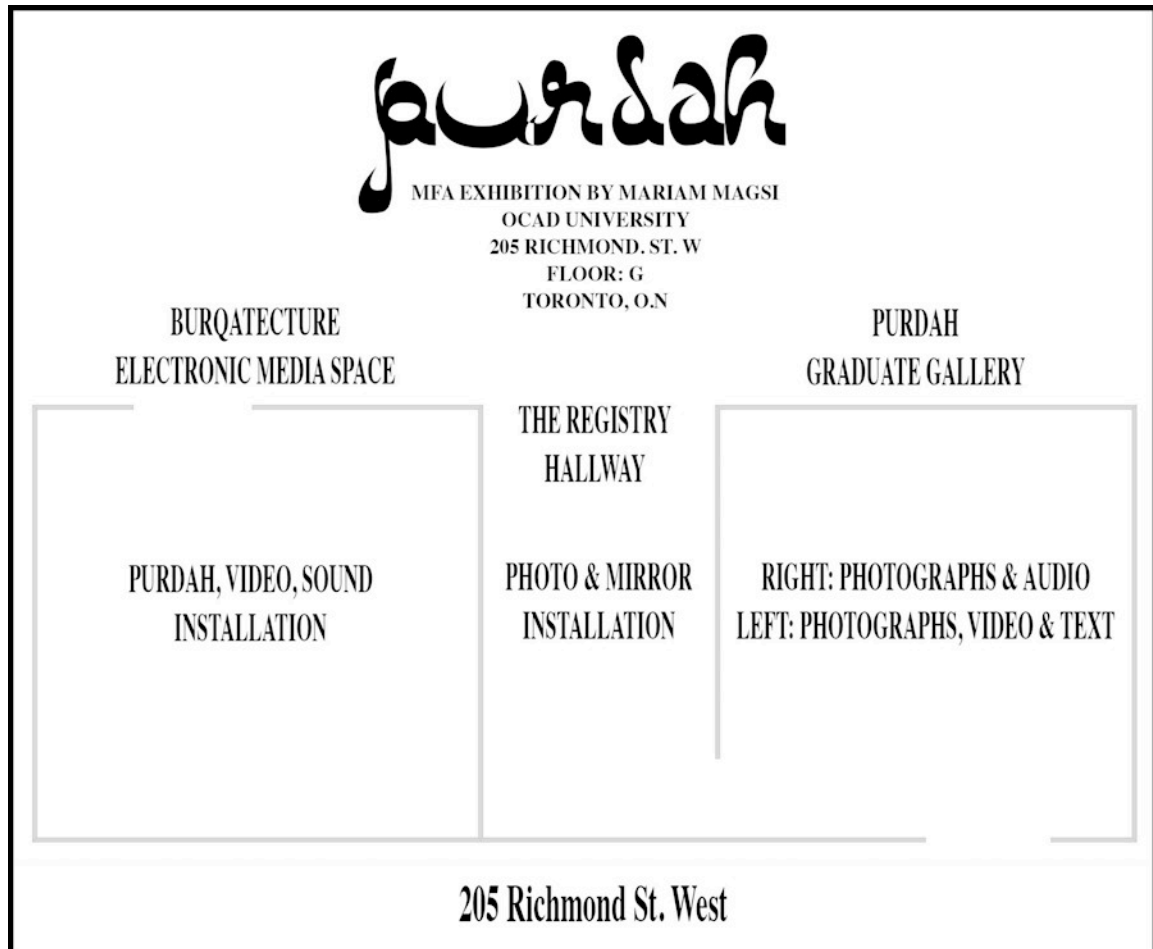 purdah
MFA EXHIBITION BY MARIAM MAGSI
OCAD UNIVERSITY
205 RICHMOND. ST. W
FLOOR: G
TORONTO, O.N
BURQATECTURE
ELECTRONIC MEDIA SPACE
PURDAH
GRADUATE GALLERY
THE REGISTRY
HALLWAY
PURDAH, VIDEO, SOUND
INSTALLATION
PHOTO & MIRROR
INSTALLATION
RIGHT: PHOTOGRAPHS & AUDIO
LEFT: PHOTOGRAPHS, VIDEO & TEXT
205 Richmond St. West